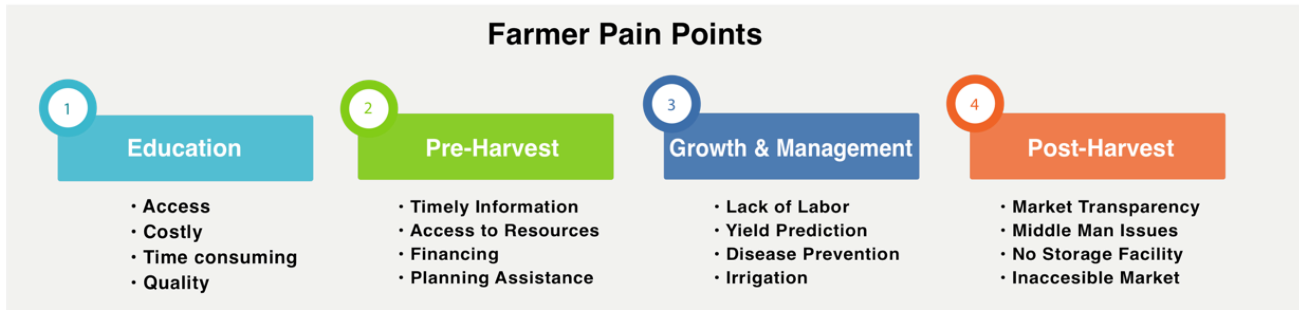 Farmer Pain Points
1
Education
· Access
· Costly
· Time consuming
· Quality
2
Pre-Harvest
· Timely Information
· Access to Resources
· Financing
· Planning Assistance
3
Growth & Management
· Lack of Labor
· Yield Prediction
· Disease Prevention
· Irrigation
4
Post-Harvest
· Market Transparency
· Middle Man Issues
· No Storage Facility
· Inaccesible Market